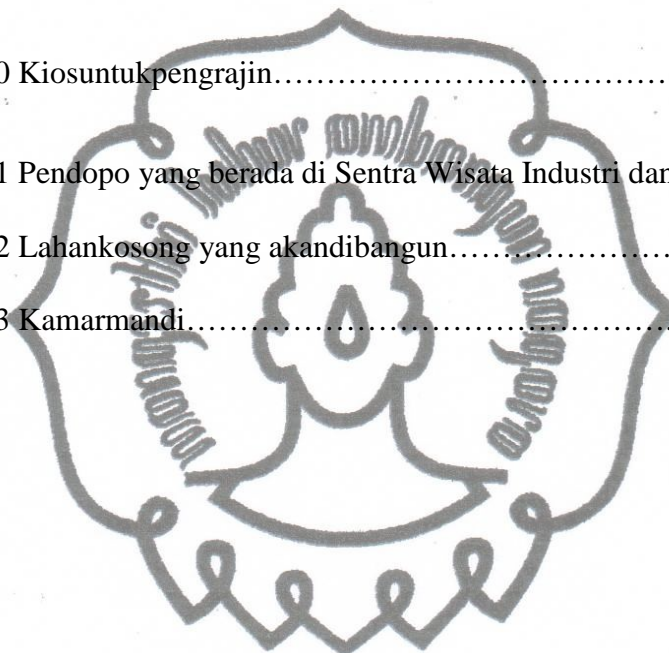 0 Kiosuntukpengrajin……………………………………
1 Pendopo yang berada di Sentra Wisata Industri dan
2 Lahankosong yang akandibangun……………………
3 Kamarmandi……………………………………………